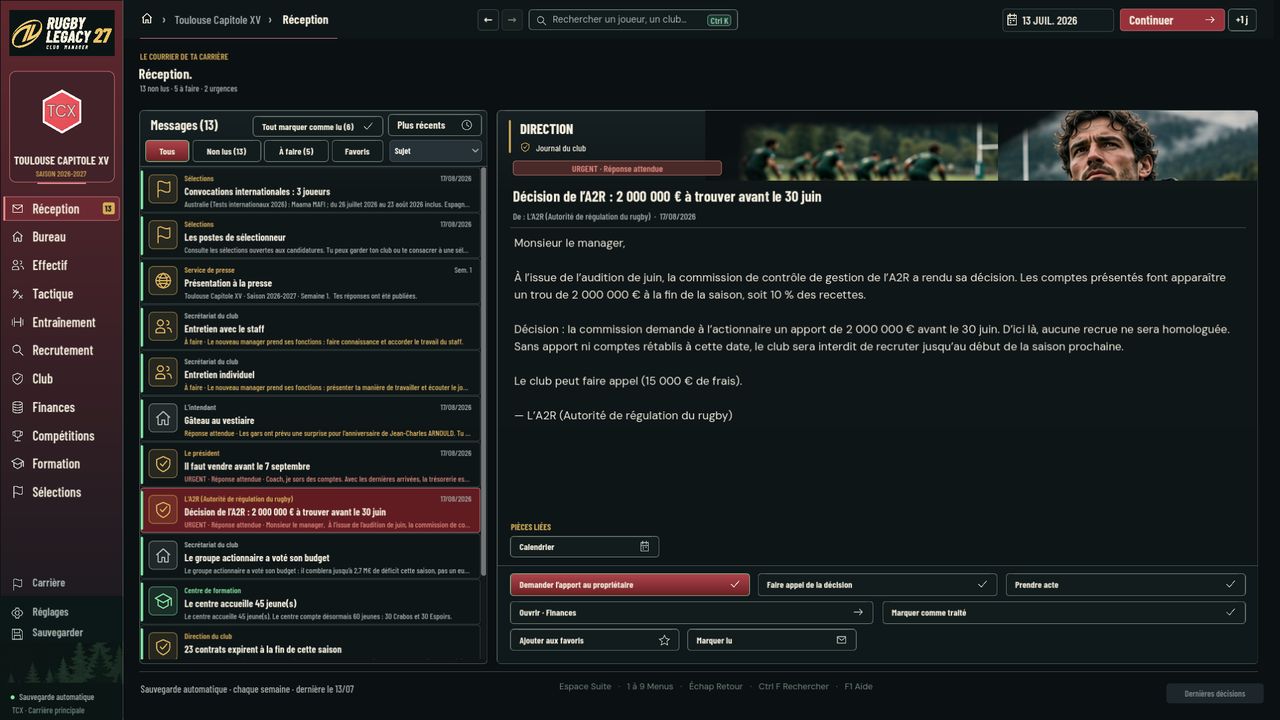 RUGBY
LEGACY 27
CLUB MANAGER
TCX
TOULOUSE CAPITOLE XV
SAISON 2026-2027
Réception 13
Bureau
Effectif
Tactique
Entraînement
Recrutement
Club
Finances
Compétitions
Formation
Sélections
Carrière
Réglages
Sauvegarder
Sauvegarde automatique
TCX · Carrière principale
› Toulouse Capitole XV › Réception
← →
Rechercher un joueur, un club... Ctrl K
13 JUIL. 2026
Continuer →
+1 j
LE COURRIER DE TA CARRIÈRE
Réception.
13 non lus · 5 à faire · 2 urgences
Messages (13)
Tout marquer comme lu (6)
Plus récents
Tous
Non lus (13)
À faire (5)
Favoris
Sujet
Sélections 17/08/2026
Convocations internationales : 3 joueurs
Australie (Tests internationaux 2026) : Maama MAFI ; du 26 juillet 2026 au 23 août 2026 inclus. Espagn...
Sélections 17/08/2026
Les postes de sélectionneur
Consulte les sélections ouvertes aux candidatures. Tu peux garder ton club ou te consacrer à une sél...
Service de presse Sem. 1
Présentation à la presse
Toulouse Capitole XV · Saison 2026-2027 · Semaine 1. Tes réponses ont été publiées.
Secrétariat du club 17/08/2026
Entretien avec le staff
À faire · Le nouveau manager prend ses fonctions : faire connaissance et accorder le travail du staff.
Secrétariat du club 17/08/2026
Entretien individuel
À faire · Le nouveau manager prend ses fonctions : présenter ta manière de travailler et écouter le jo...
L'intendant 17/08/2026
Gâteau au vestiaire
Réponse attendue · Les gars ont prévu une surprise pour l'anniversaire de Jean-Charles ARNOULD. Tu ...
Le président 17/08/2026
Il faut vendre avant le 7 septembre
URGENT · Réponse attendue · Coach, je sors des comptes. Avec les dernières arrivées, la trésorerie es...
L'A2R (Autorité de régulation du rugby) 17/08/2026
Décision de l'A2R : 2 000 000 € à trouver avant le 30 juin
URGENT · Réponse attendue · Monsieur le manager, À l'issue de l'audition de juin, la commission de co...
Secrétariat du club 17/08/2026
Le groupe actionnaire a voté son budget
Le groupe actionnaire a voté son budget : il comblera jusqu'à 2,7 M€ de déficit cette saison, pas un eu...
Centre de formation 17/08/2026
Le centre accueille 45 jeune(s)
Le centre accueille 45 jeune(s). Le centre compte désormais 60 jeunes : 30 Crabos et 30 Espoirs.
Direction du club 17/08/2026
23 contrats expirent à la fin de cette saison
DIRECTION
Journal du club
URGENT · Réponse attendue
Décision de l'A2R : 2 000 000 € à trouver avant le 30 juin
De : L'A2R (Autorité de régulation du rugby) · 17/08/2026
Monsieur le manager,
À l'issue de l'audition de juin, la commission de contrôle de gestion de l'A2R a rendu sa décision. Les comptes présentés font apparaître
un trou de 2 000 000 € à la fin de la saison, soit 10 % des recettes.
Décision : la commission demande à l'actionnaire un apport de 2 000 000 € avant le 30 juin. D'ici là, aucune recrue ne sera homologuée.
Sans apport ni comptes rétablis à cette date, le club sera interdit de recruter jusqu'au début de la saison prochaine.
Le club peut faire appel (15 000 € de frais).
— L'A2R (Autorité de régulation du rugby)
PIÈCES LIÉES
Calendrier
Demander l'apport au propriétaire
Faire appel de la décision
Prendre acte
Ouvrir · Finances →
Marquer comme traité
Ajouter aux favoris
Marquer lu
Sauvegarde automatique · chaque semaine · dernière le 13/07
Espace Suite · 1 à 9 Menus · Échap Retour · Ctrl F Rechercher · F1 Aide
Dernières décisions